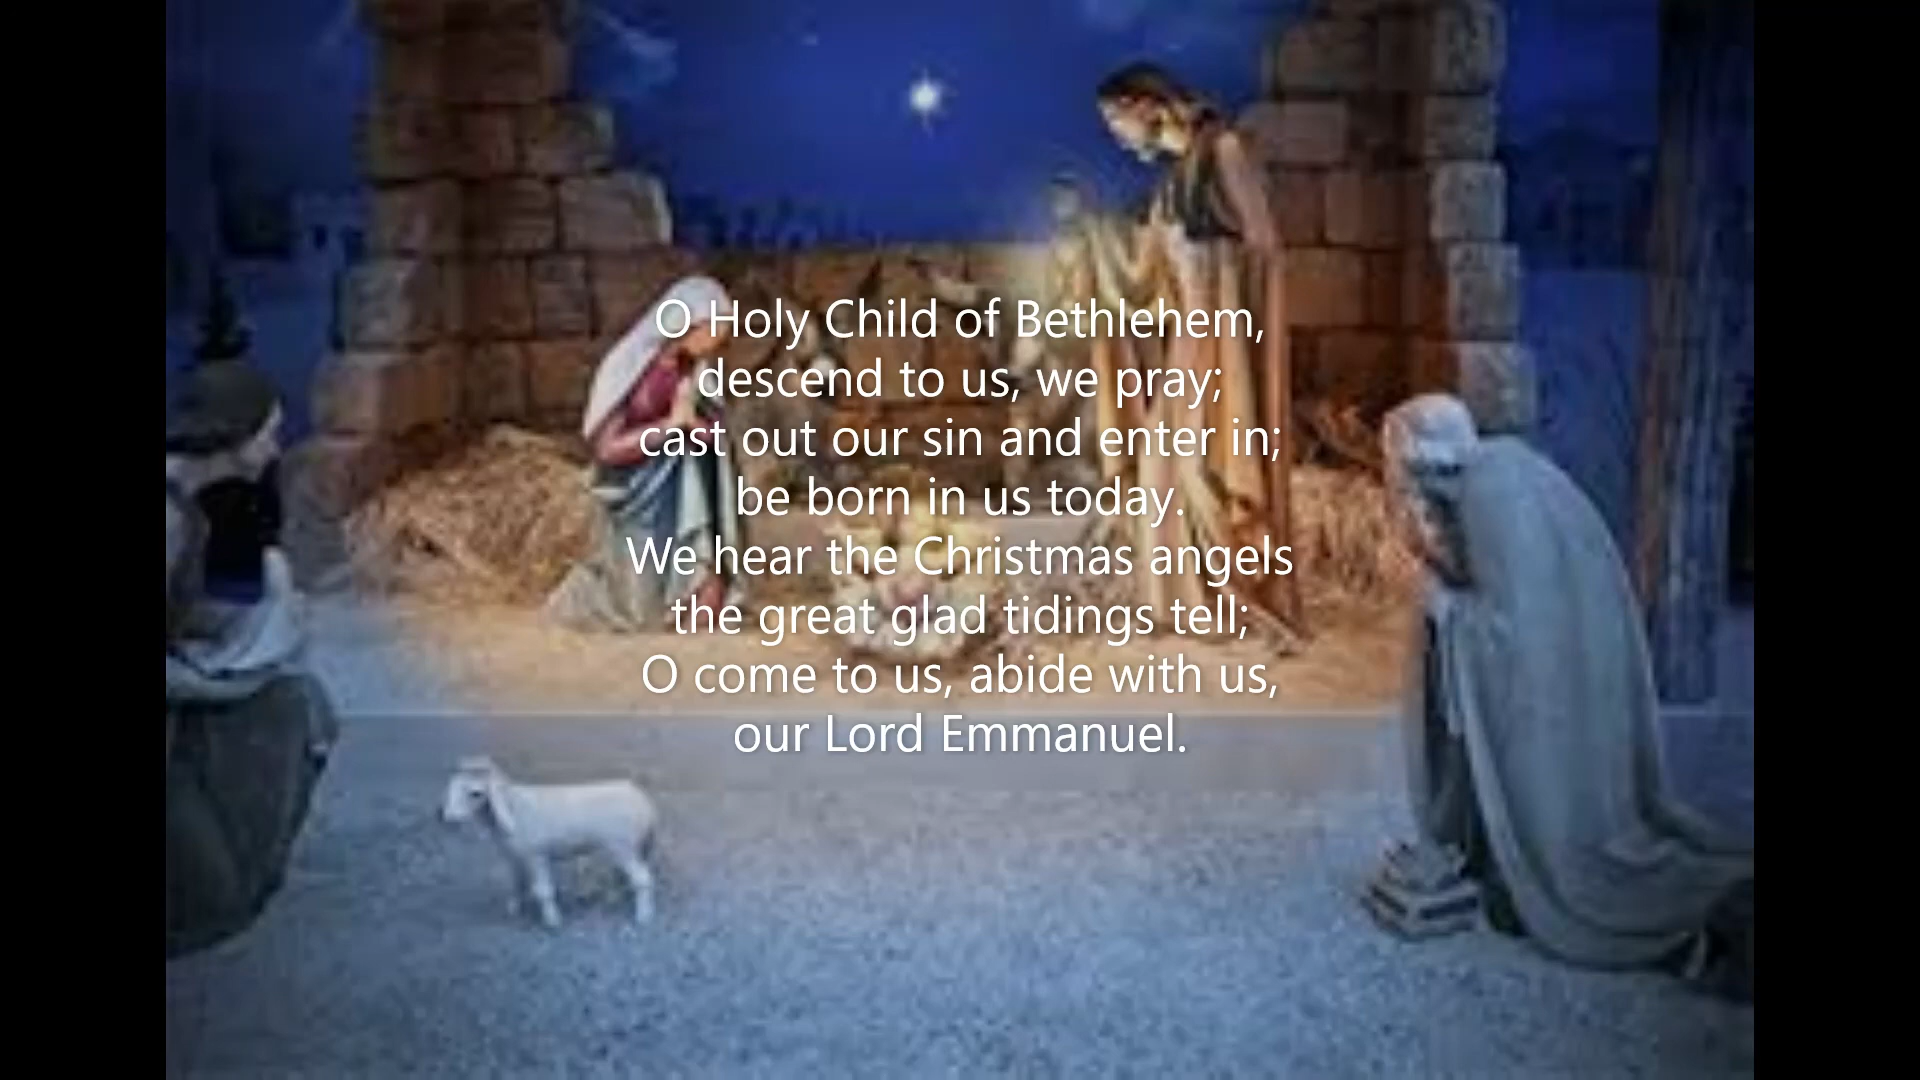 O Holy Child of Bethlehem,
descend to us, we pray;
cast out our sin and enter in;
be born in us today.
We hear the Christmas angels
the great glad tidings tell;
O come to us, abide with us,
our Lord Emmanuel.